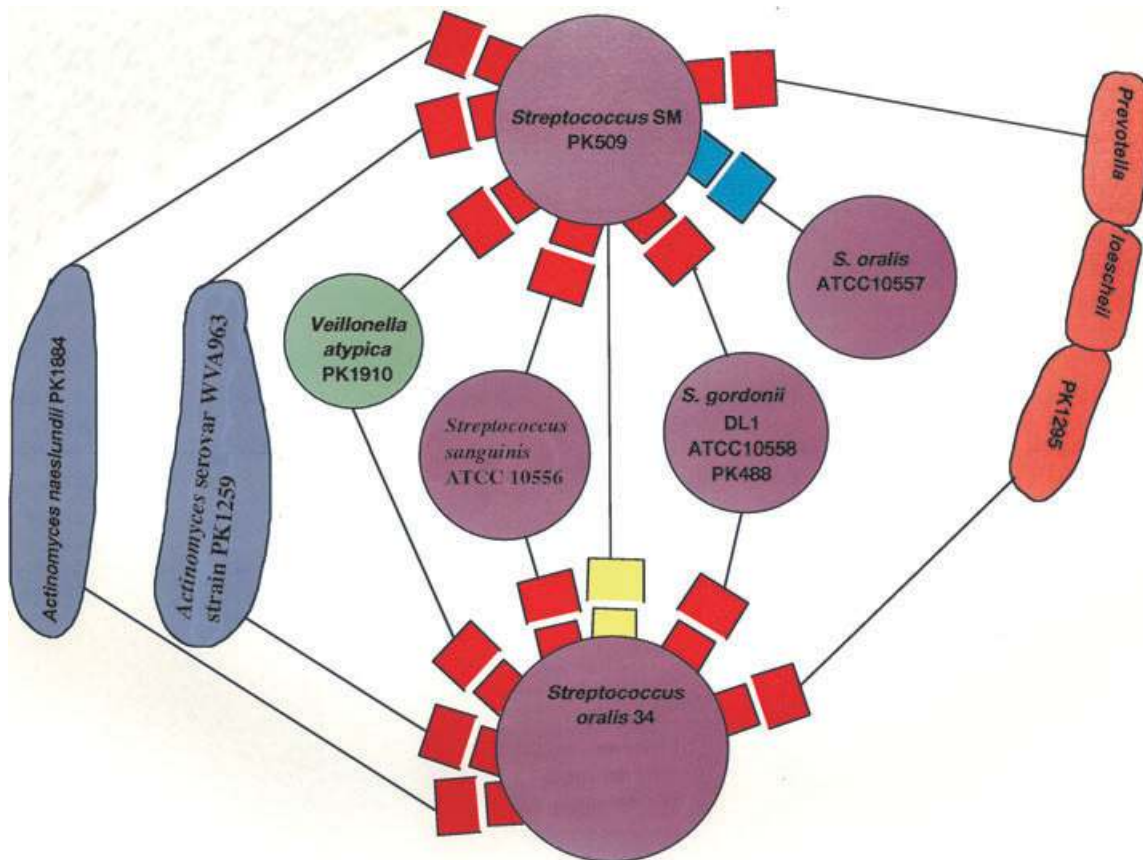 Streptococcus SM
PK509
Prevotella
loescheii
PK1295
S. oralis
ATCC10557
Veillonella
atypica
PK1910
Actinomyces naeslundii PK1884
Actinomyces serovar WVA963
strain PK1259
Streptococcus
sanguinis
ATCC 10556
S. gordonii
DL1
ATCC10558
PK488
Streptococcus
oralis 34